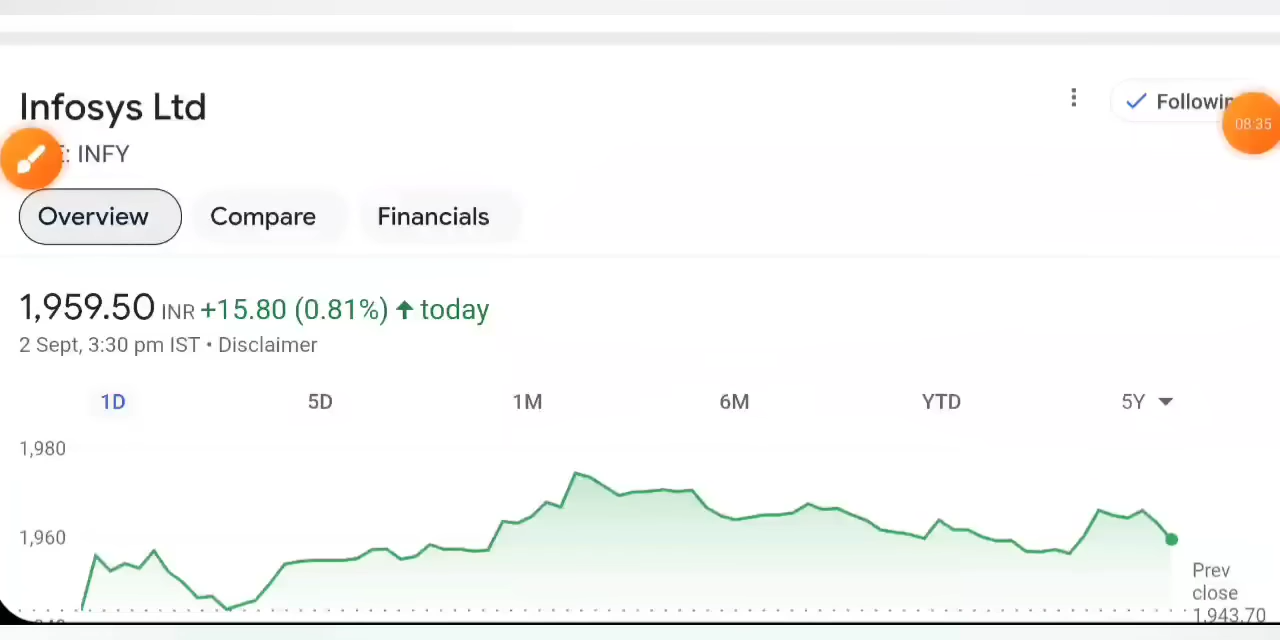 Infosys Ltd
Followin
08:35
: INFY
Overview
Compare
Financials
1,959.50 INR +15.80 (0.81%) ↑ today
2 Sept, 3:30 pm IST • Disclaimer
1D
5D
1M
6M
YTD
5Y
1,980
1,960
Prev
close
1,943.70